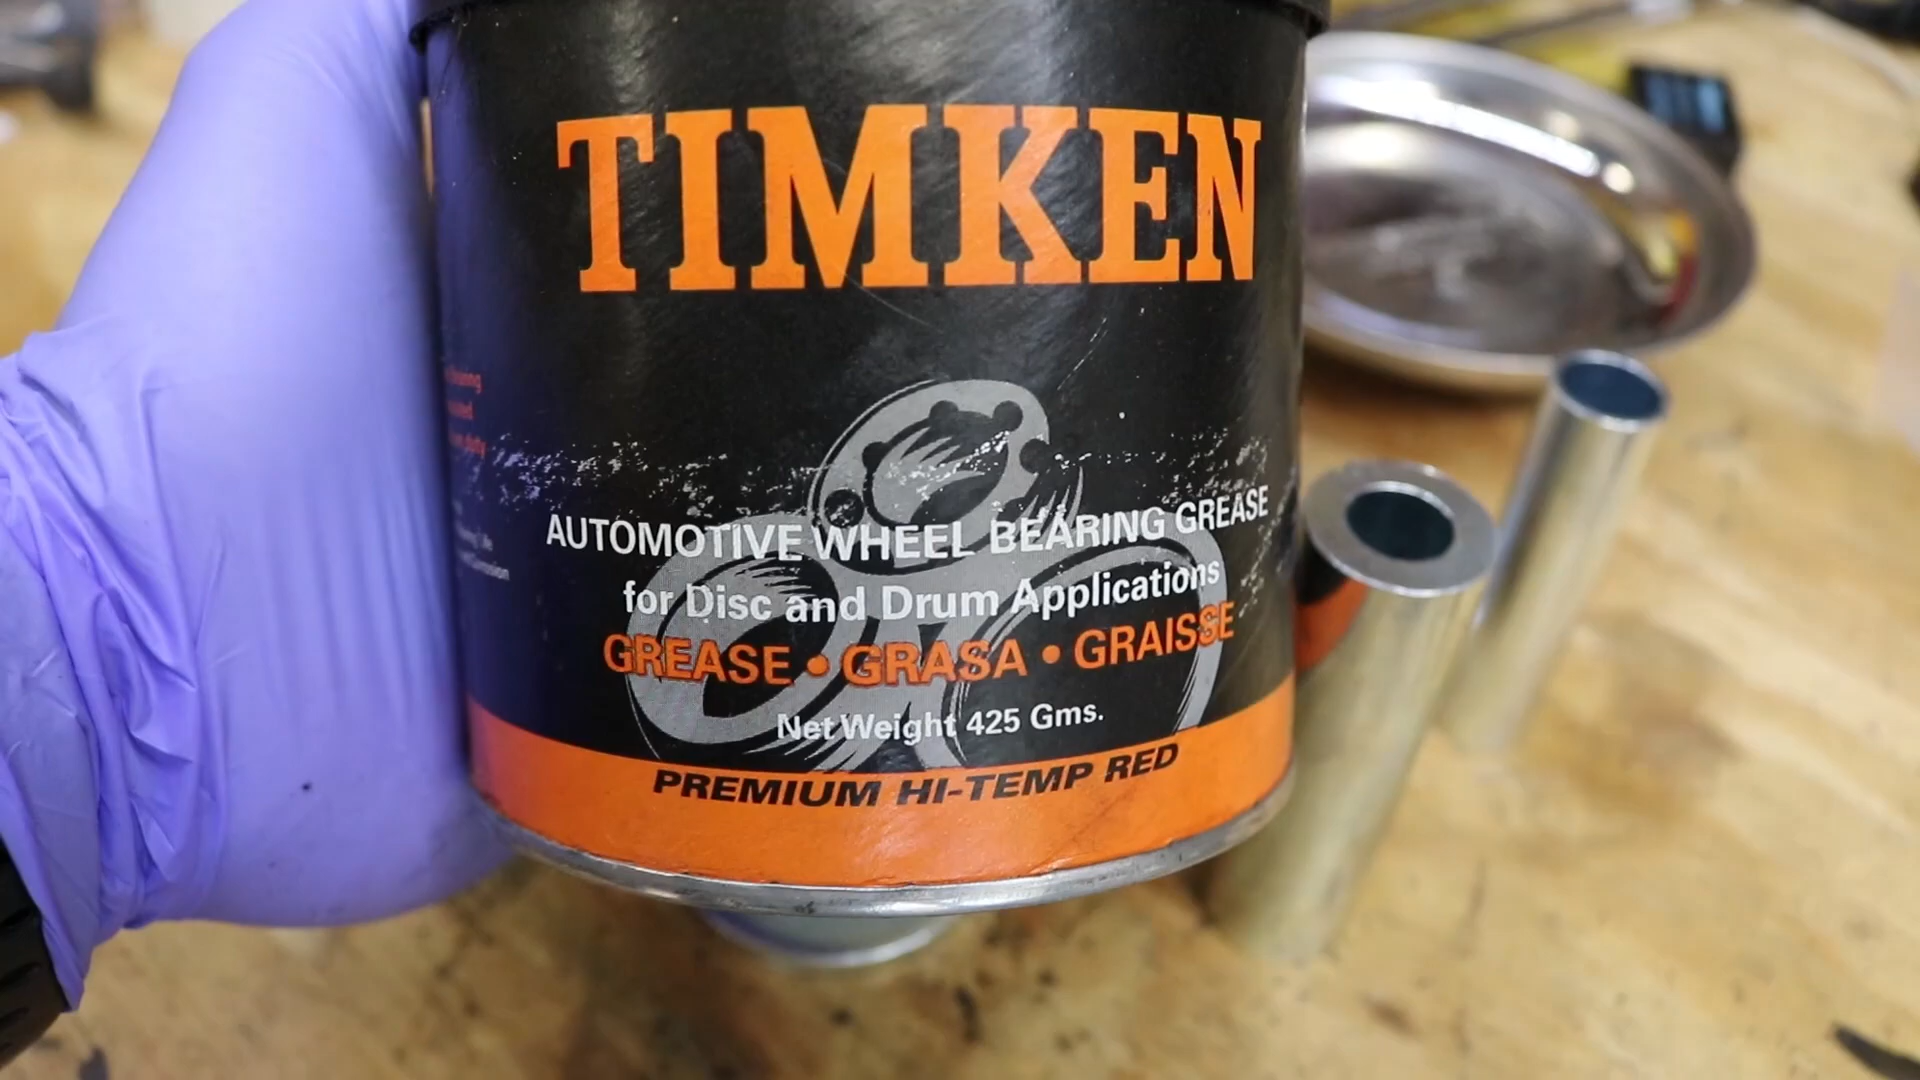 TIMKEN
AUTOMOTIVE WHEEL BEARING GREASE
for Disc and Drum Applications
GREASE • GRASA • GRAISSE
Net Weight 425 Gms.
PREMIUM HI-TEMP RED